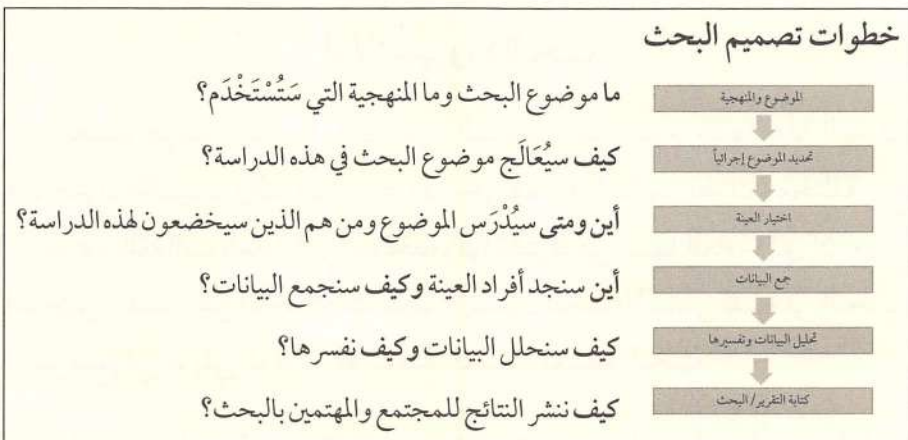 خطوات تصميم البحث
الموضوع والمنهجية
ما موضوع البحث وما المنهجية التي سَتُسْتَخْدَم؟
تحديد الموضوع إجرائياً
كيف سيُعَالَج موضوع البحث في هذه الدراسة؟
اختيار العينة
أين ومتى سيُدْرَس الموضوع ومن هم الذين سيخضعون لهذه الدراسة؟
جمع البيانات
أين سنجد أفراد العينة وكيف سنجمع البيانات؟
تحليل البيانات وتفسيرها
كيف سنحلل البيانات وكيف نفسرها؟
كتابة التقرير/ البحث
كيف ننشر النتائج للمجتمع والمهتمين بالبحث؟